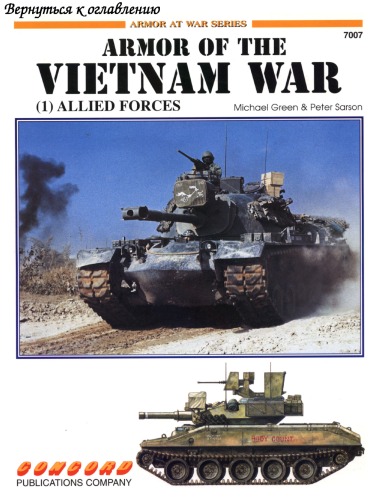 Вернуться к оглавлению
ARMOR AT WAR SERIES
7007
ARMOR OF THE
VIETNAM WAR
(1) ALLIED FORCES
Michael Green & Peter Sarson
CONCORD
PUBLICATIONS COMPANY